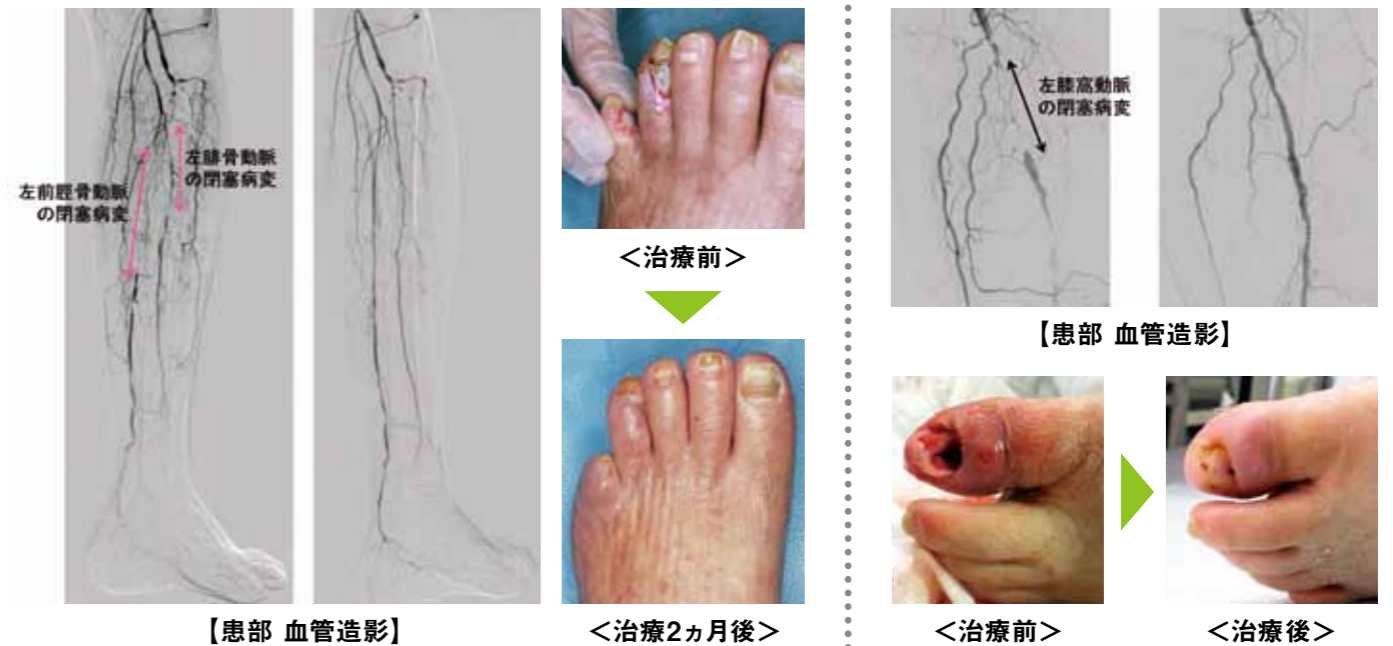 左腓骨動脈
の閉塞病変
左前脛骨動脈
の閉塞病変
【患部 血管造影】
＜治療前＞
＜治療2ヵ月後＞
左膝窩動脈
の閉塞病変
【患部 血管造影】
＜治療前＞
＜治療後＞